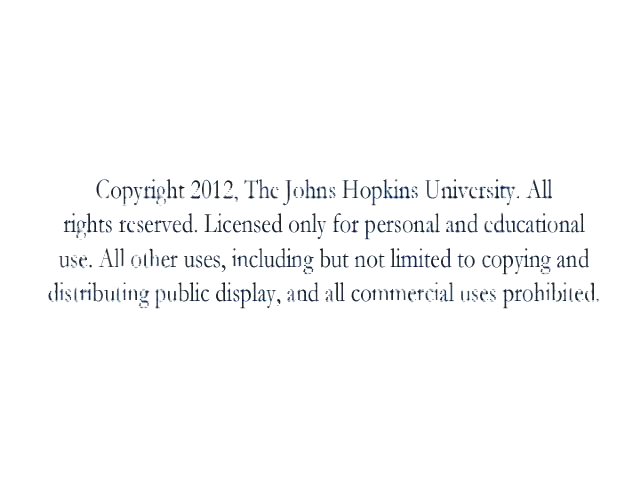 Copyright 2012, The Johns Hopkins University. All
rights reserved. Licensed only for personal and educational
use. All other uses, including but not limited to copying and
distributing public display, and all commercial uses prohibited.